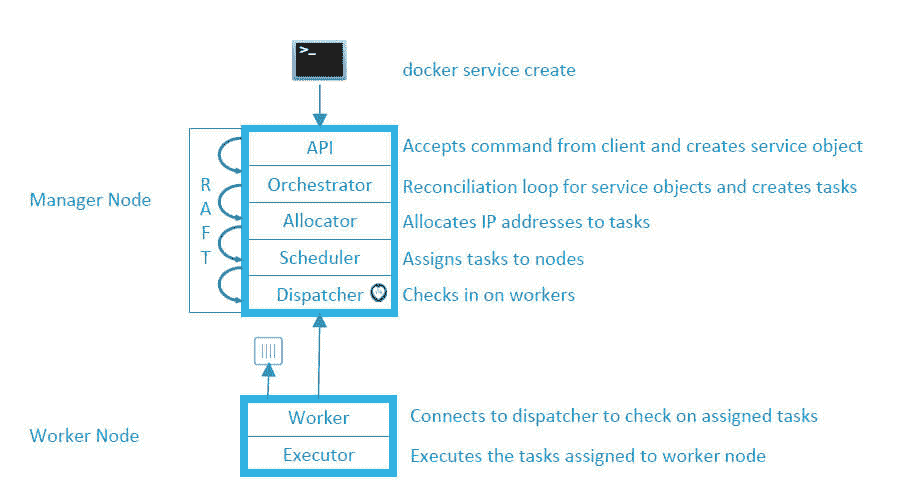 >_
docker service create
API
Accepts command from client and creates service object
Manager Node
RAFT
Orchestrator
Reconciliation loop for service objects and creates tasks
Allocator
Allocates IP addresses to tasks
Scheduler
Assigns tasks to nodes
Dispatcher
Checks in on workers
Worker Node
Worker
Connects to dispatcher to check on assigned tasks
Executor
Executes the tasks assigned to worker node